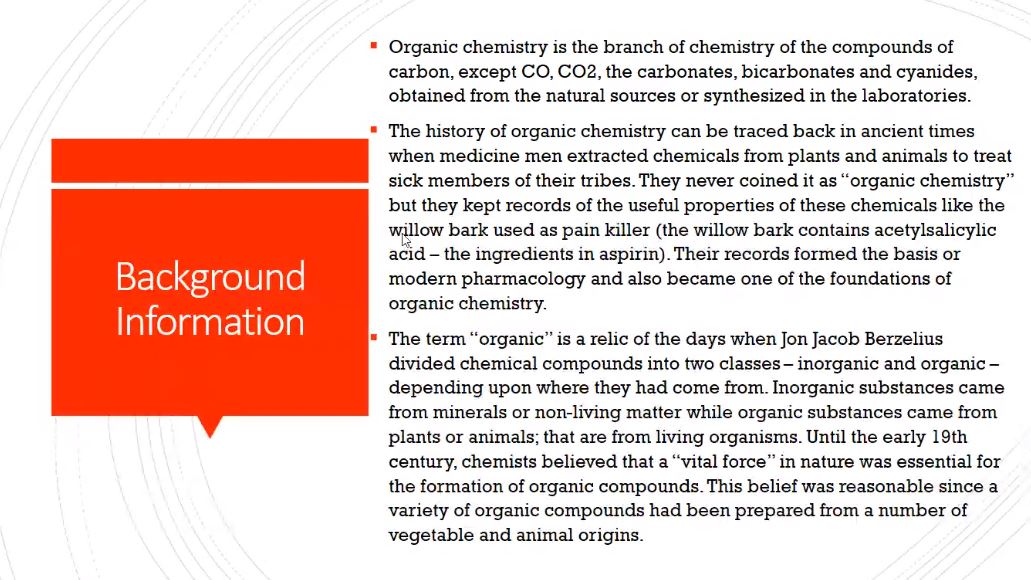 Background
Information
Organic chemistry is the branch of chemistry of the compounds of
carbon, except CO, CO2, the carbonates, bicarbonates and cyanides,
obtained from the natural sources or synthesized in the laboratories.
The history of organic chemistry can be traced back in ancient times
when medicine men extracted chemicals from plants and animals to treat
sick members of their tribes. They never coined it as “organic chemistry”
but they kept records of the useful properties of these chemicals like the
willow bark used as pain killer (the willow bark contains acetylsalicylic
acid – the ingredients in aspirin). Their records formed the basis or
modern pharmacology and also became one of the foundations of
organic chemistry.
The term “organic” is a relic of the days when Jon Jacob Berzelius
divided chemical compounds into two classes – inorganic and organic –
depending upon where they had come from. Inorganic substances came
from minerals or non-living matter while organic substances came from
plants or animals; that are from living organisms. Until the early 19th
century, chemists believed that a “vital force” in nature was essential for
the formation of organic compounds. This belief was reasonable since a
variety of organic compounds had been prepared from a number of
vegetable and animal origins.